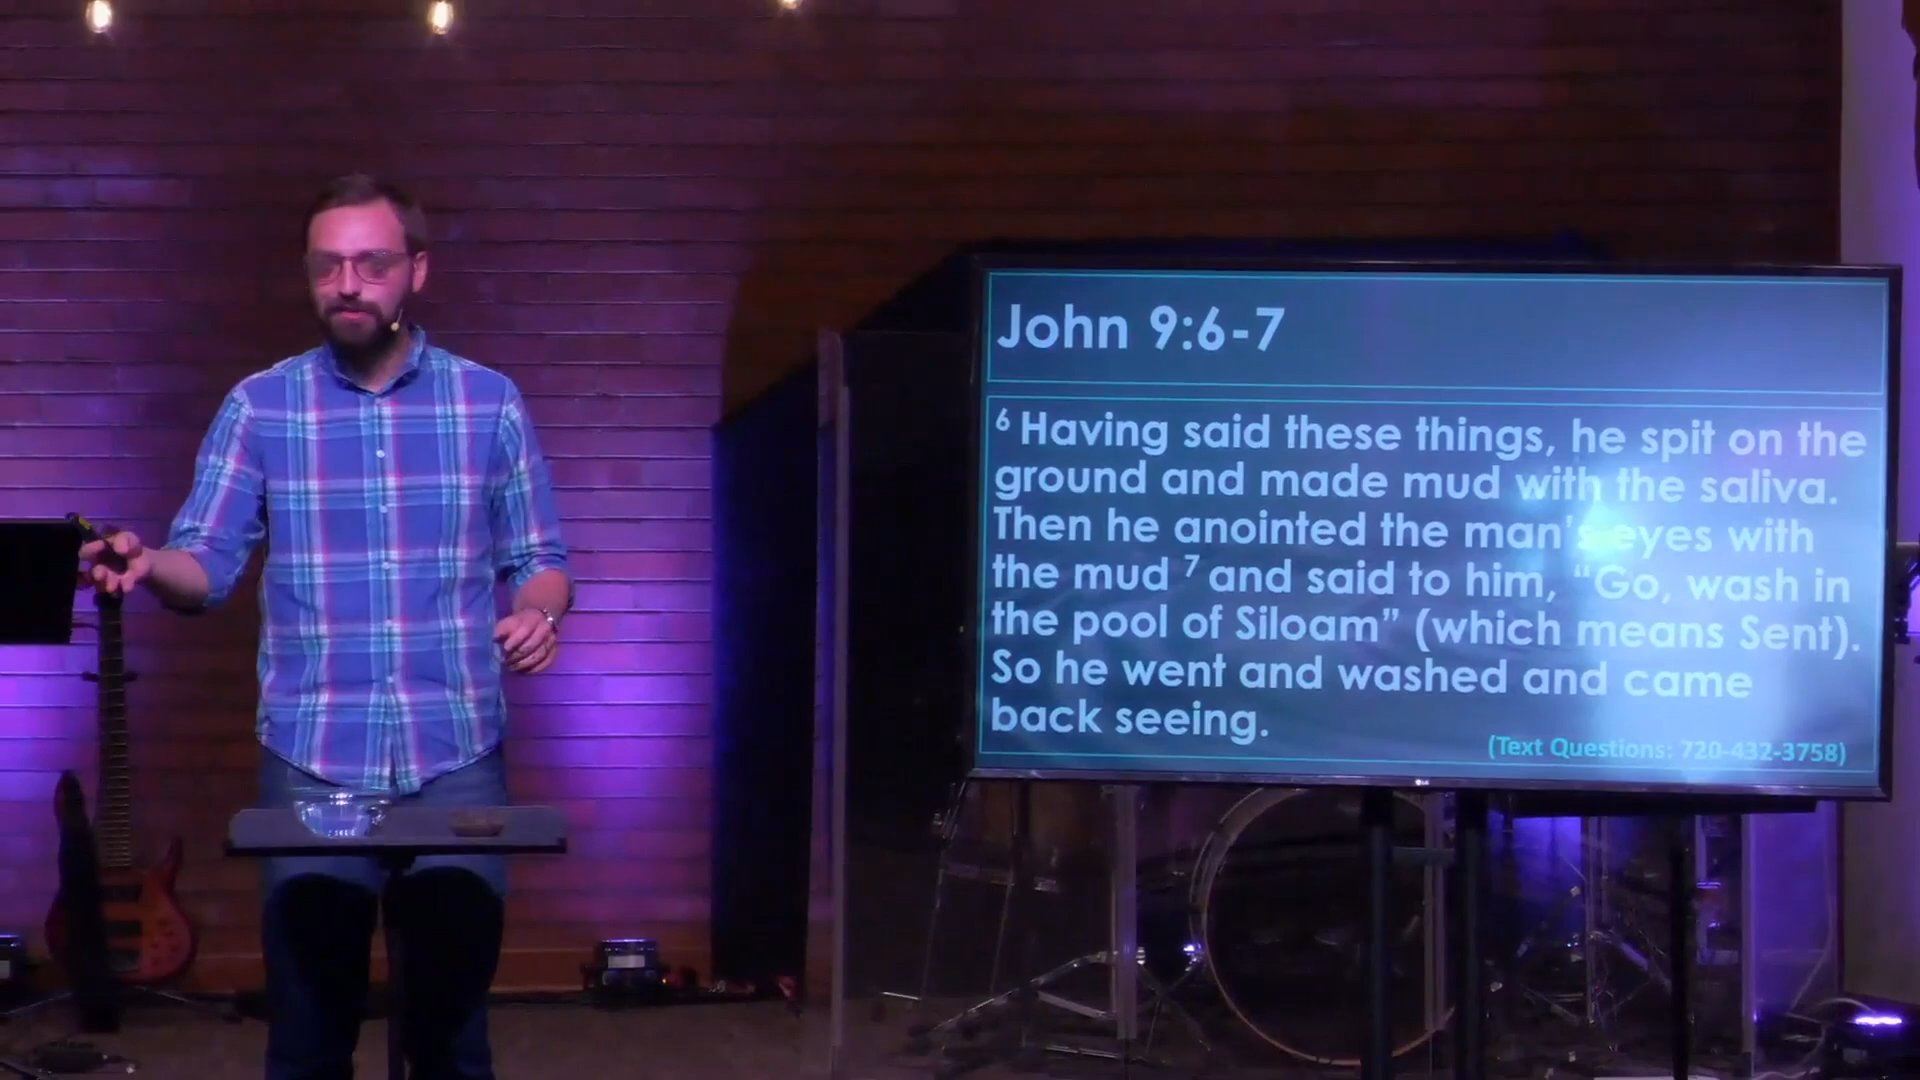 John 9:6-7
6 Having said these things, he spit on the
ground and made mud with the saliva.
Then he anointed the man's eyes with
the mud 7 and said to him, “Go, wash in
the pool of Siloam” (which means Sent).
So he went and washed and came
back seeing.
(Text Questions: 720-432-3758)
LG